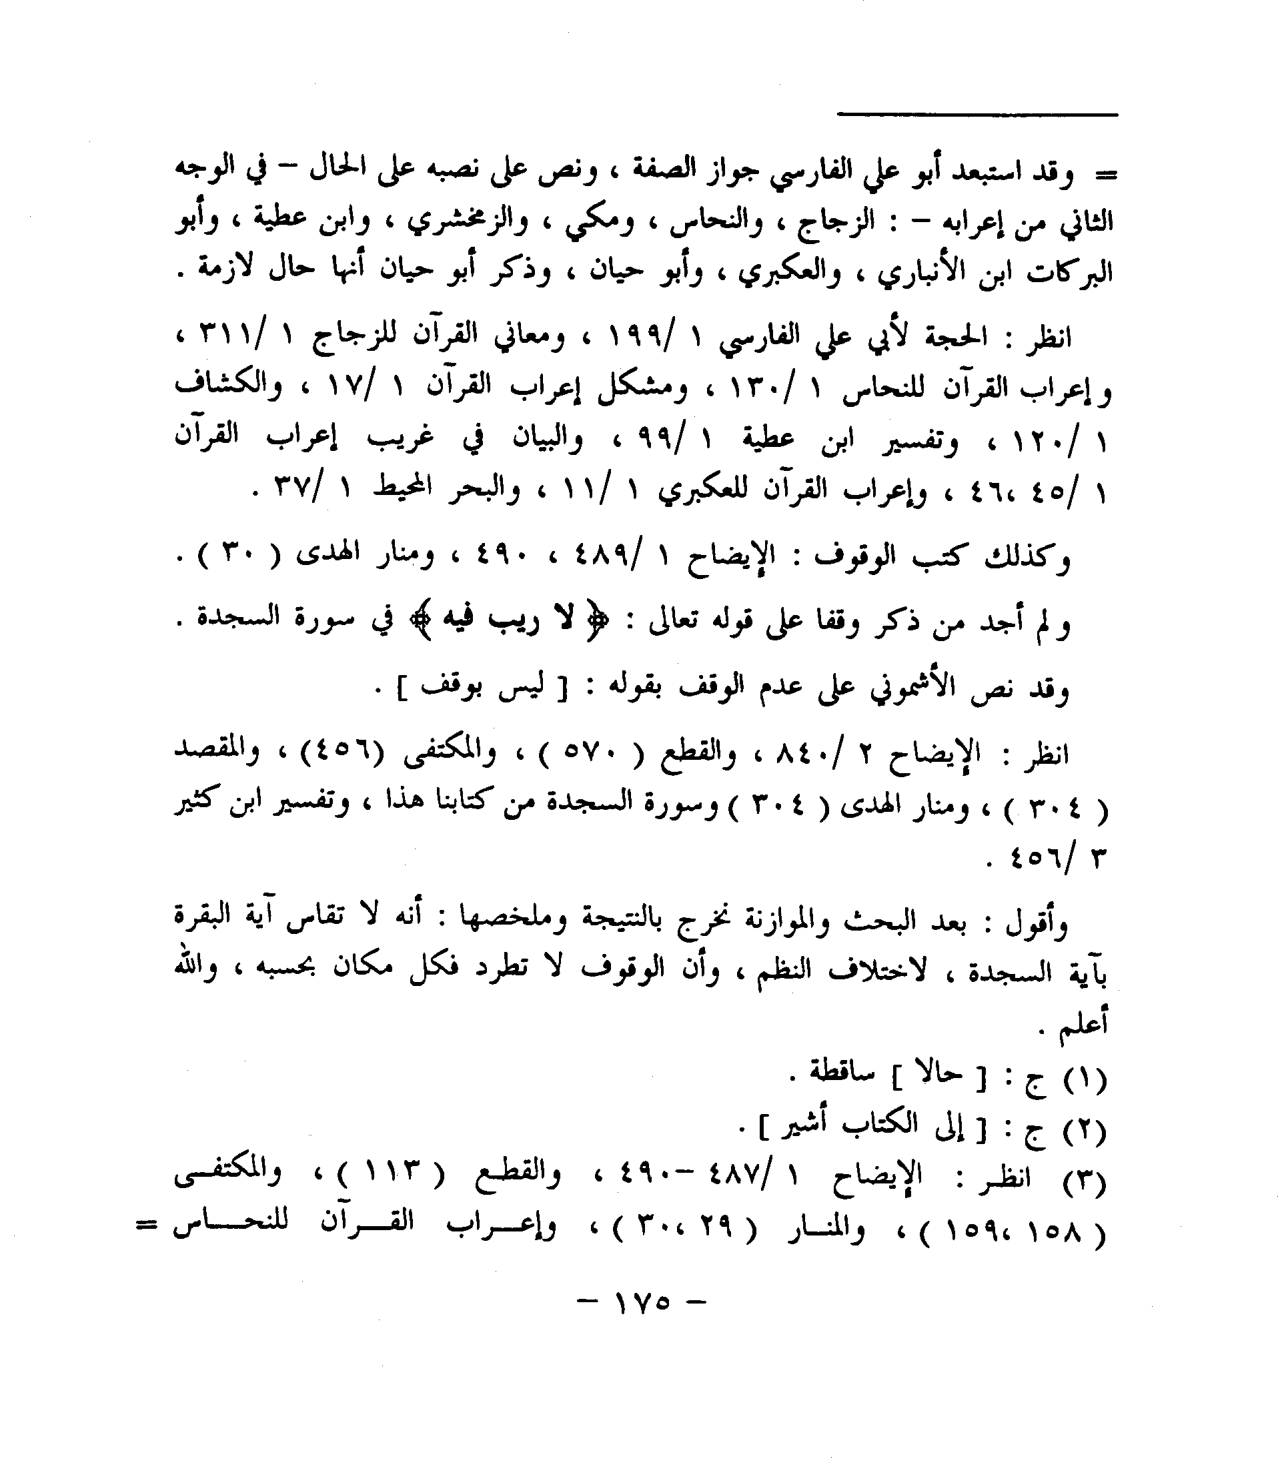 = وقد استبعد أبو علي الفارسي جواز الصفة ، ونص على نصبه على الحال – في الوجه
الثاني من إعرابه – : الزجاج ، والنحاس ، ومكي ، والزمخشري ، وابن عطية ، وأبو
البركات ابن الأنباري ، والعكبري ، وأبو حيان ، وذكر أبو حيان أنها حال لازمة .
انظر : الحجة لأبي علي الفارسي ١ /١٩٩ ، ومعاني القرآن للزجاج ١ /٣١١ ،
وإعراب القرآن للنحاس ١ /١٣٠ ، ومشكل إعراب القرآن ١ /١٧ ، والكشاف
١ /١٢٠ ، وتفسير ابن عطية ١ /٩٩ ، والبيان في غريب إعراب القرآن
١ /٤٥ ،٤٦ ، وإعراب القرآن للعكبري ١ /١١ ، والبحر المحيط ١ /٣٧ .
وكذلك كتب الوقوف : الإيضاح ١ /٤٨٩ ، ٤٩٠ ، ومنار الهدى ( ٣٠ ) .
ولم أجد من ذكر وقفا على قوله تعالى : ﴿ لا ريب فيه ﴾ في سورة السجدة .
وقد نص الأشموني على عدم الوقف بقوله : [ ليس بوقف ] .
انظر : الإيضاح ٢ /٨٤٠ ، والقطع ( ٥٧٠ ) ، والمكتفى (٤٥٦) ، والمقصد
( ٣٠٤ ) ، ومنار الهدى ( ٣٠٤ ) وسورة السجدة من كتابنا هذا ، وتفسير ابن كثير
٣ /٤٥٦ .
وأقول : بعد البحث والموازنة نخرج بالنتيجة وملخصها : أنه لا تقاس آية البقرة
بآية السجدة ، لاختلاف النظم ، وأن الوقوف لا تطرد فكل مكان بحسبه ، والله
أعلم .
(١) ج : [ حالا ] ساقطة .
(٢) ج : [ إلى الكتاب أشير ] .
(٣) انظـر : الإيضاح ١ /٤٨٧ –٤٩٠ ، والقطـع ( ١١٣ ) ، والمكتفـى
( ١٥٨ ،١٥٩ ) ، والمنـار ( ٢٩ ،٣٠ ) ، وإعـراب القـرآن للنحـاس =
– ١٧٥ –